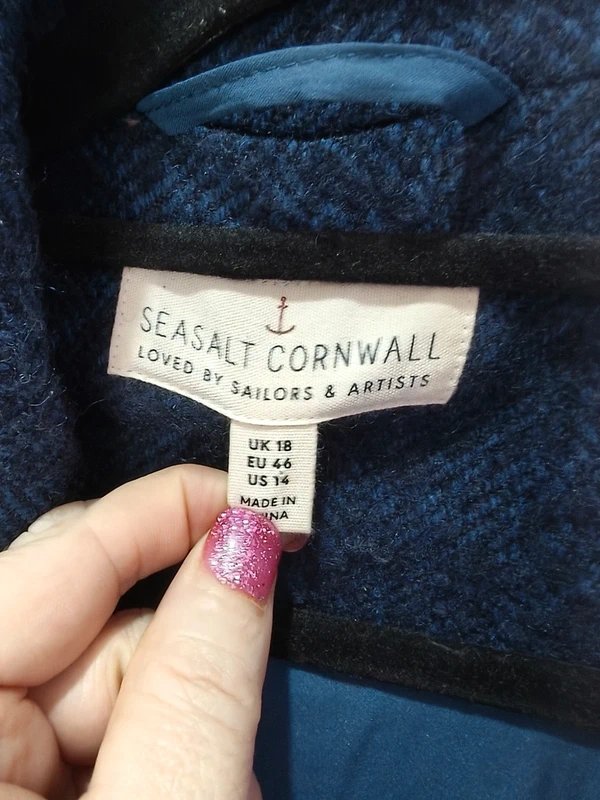 SEASALT CORNWALL
LOVED BY SAILORS & ARTISTS
UK 18
EU 46
US 14
MADE IN